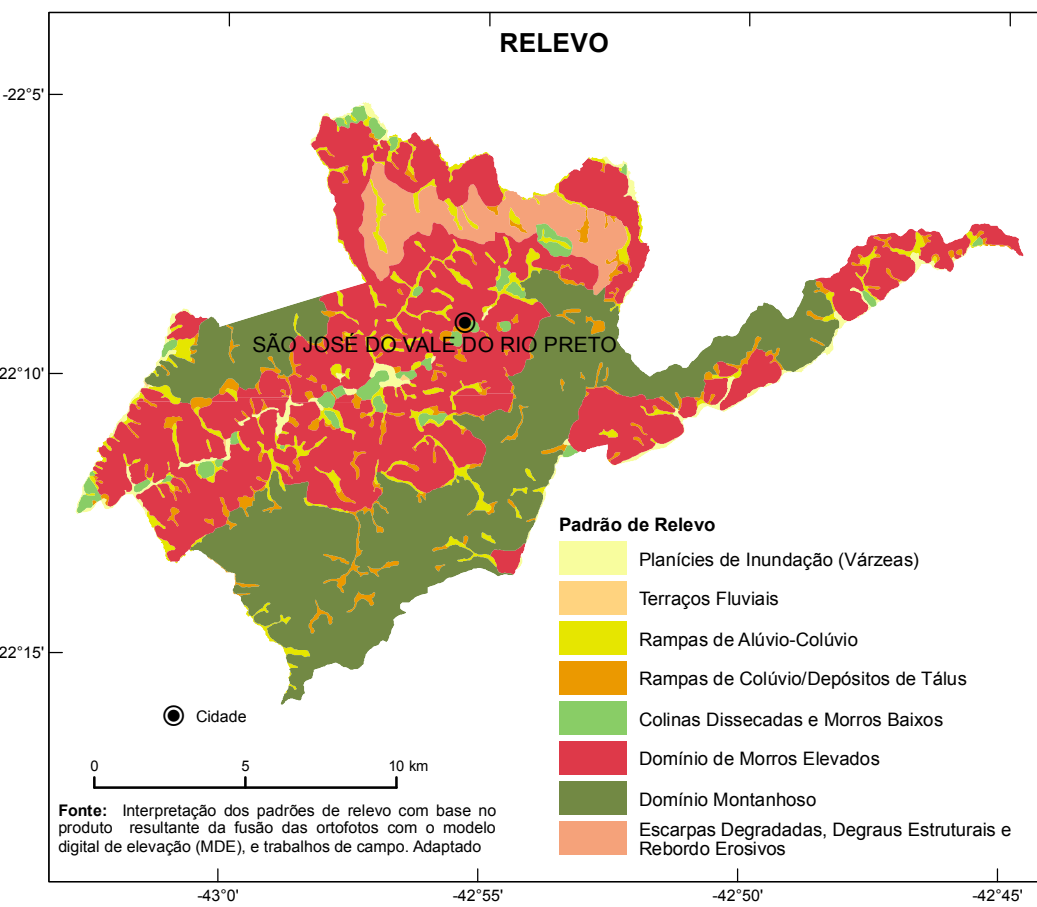 RELEVO
-22°5'
SÃO JOSÉ DO VALE DO RIO PRETO
22°10'
Padrão de Relevo
Planícies de Inundação (Várzeas)
Terraços Fluviais
Rampas de Alúvio-Colúvio
22°15'
Rampas de Colúvio/Depósitos de Tálus
Cidade
Colinas Dissecadas e Morros Baixos
Domínio de Morros Elevados
0 5 10 km
Domínio Montanhoso
Fonte: Interpretação dos padrões de relevo com base no
produto resultante da fusão das ortofotos com o modelo
digital de elevação (MDE), e trabalhos de campo. Adaptado
Escarpas Degradadas, Degraus Estruturais e
Rebordo Erosivos
-43°0' -42°55' -42°50' -42°45'